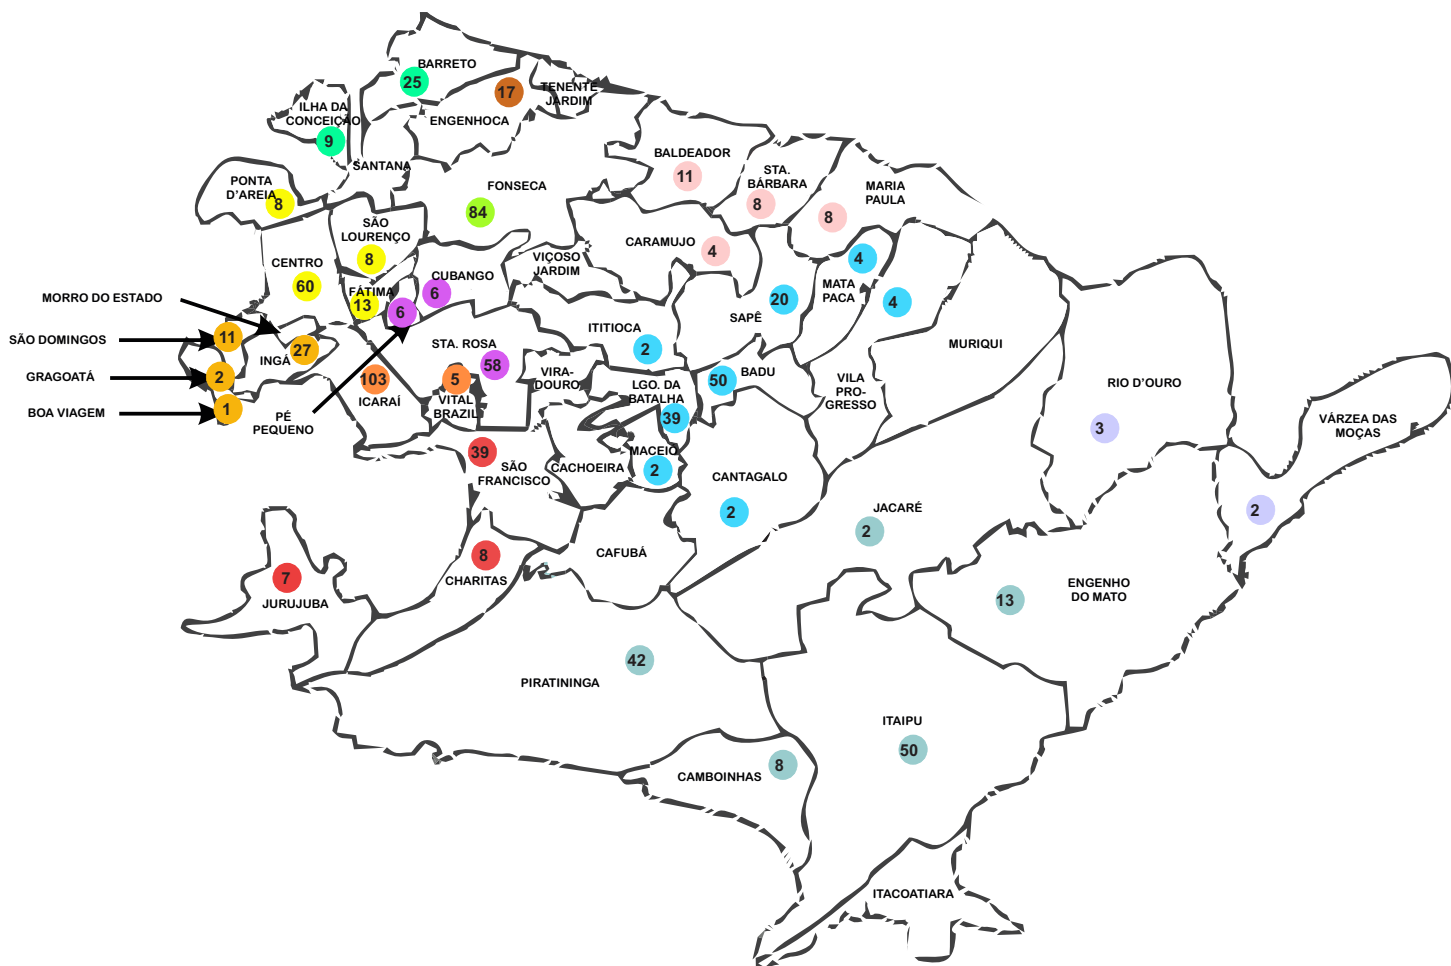 BARRETO
25
17
TENENTE
JARDIM
ILHA DA
CONCEIÇÃO
9
ENGENHOCA
SANTANA
BALDEADOR
11
STA.
BÁRBARA
8
MARIA
PAULA
8
PONTA
D'AREIA
8
FONSECA
84
SÃO
LOURENÇO
8
CARAMUJO
4
VIÇOSO
JARDIM
CENTRO
60
FÁTIMA
13
CUBANGO
6
6
MATA
PACA
4
4
SAPÊ
20
MORRO DO ESTADO
SÃO DOMINGOS
11
GRAGOATÁ
2
BOA VIAGEM
1
INGÁ
27
PÉ
PEQUENO
STA. ROSA
58
ITITIOCA
2
MURIQUI
103
ICARAÍ
5
VITAL
BRAZIL
VIRA-
DOURO
LGO. DA
BATALHA
39
BADU
50
VILA
PRO-
GRESSO
RIO D'OURO
3
VÁRZEA DAS
MOÇAS
2
39
SÃO
FRANCISCO
CACHOEIRA
MACEIO
2
CANTAGALO
2
JACARÉ
2
8
CHARITAS
CAFUBÁ
7
JURUJUBA
ENGENHO
DO MATO
13
42
PIRATININGA
ITAIPU
50
CAMBOINHAS
8
ITACOATIARA